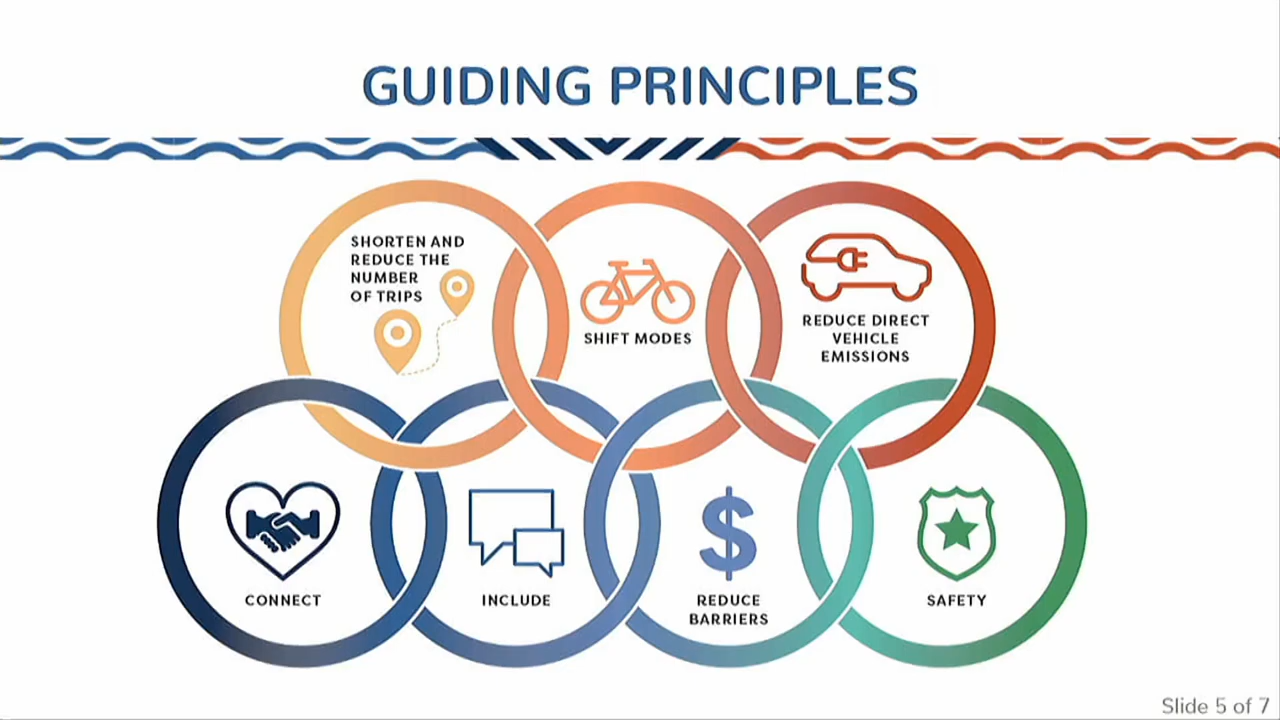 GUIDING PRINCIPLES
SHORTEN AND
REDUCE THE
NUMBER
OF TRIPS
SHIFT MODES
REDUCE DIRECT
VEHICLE
EMISSIONS
CONNECT
INCLUDE
$
REDUCE
BARRIERS
SAFETY
Slide 5 of 7